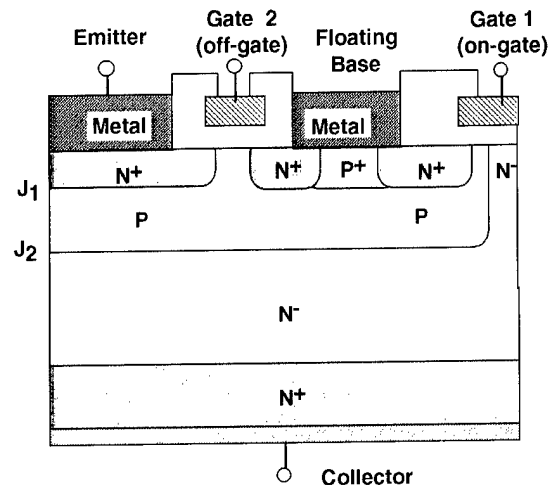 Emitter
Gate 2
(off-gate)
Floating
Base
Gate 1
(on-gate)
Metal
Metal
N+
N+
P+
N+
N-
J1
P
P
J2
N-
N+
Collector